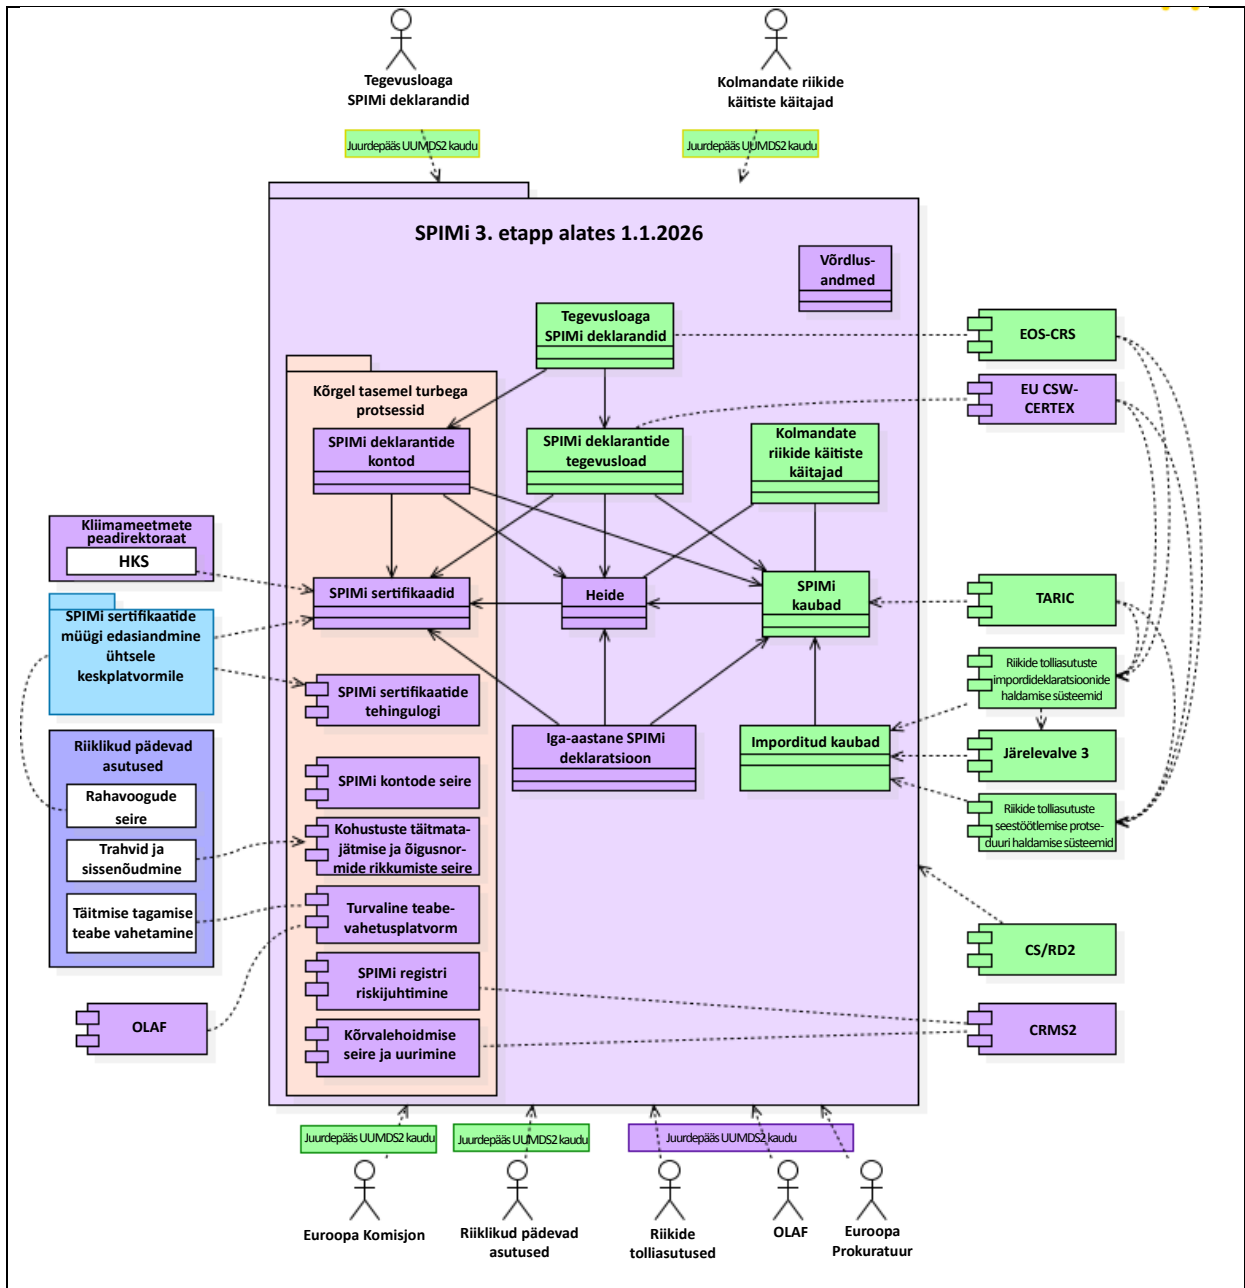 Tegevusloaga
SPIMi deklarandid
Kolmandate riikide
käitiste käitajad
Juurdepääs UUMDS2 kaudu
Juurdepääs UUMDS2 kaudu
SPIMi 3. etapp alates 1.1.2026
Võrdlus-
andmed
Tegevusloaga
SPIMi deklarandid
EOS-CRS
EU CSW-
CERTEX
Kõrgel tasemel turbega
protsessid
SPIMi deklarantide
kontod
SPIMi deklarantide
tegevusload
Kolmandate
riikide käitiste
käitajad
Kliimameetmete
peadirektoraat
HKS
SPIMi sertifikaadid
Heide
SPIMi
kaubad
TARIC
SPIMi sertifikaatide
müügi edasiandmine
ühtsele
keskplatvormile
SPIMi sertifikaatide
tehingulogi
Riikide tolliasutuste
impordideklaratsioonide
haldamise süsteemid
Iga-aastane SPIMi
deklaratsioon
Imporditud kaubad
Järelevalve 3
Riiklikud pädevad
asutused
Rahavoogude
seire
Trahvid ja
sissenõudmine
Täitmise tagamise
teabe vahetamine
SPIMi kontode seire
Kohustuste täitmata-
jätmise ja õigusnor-
mide rikkumiste seire
Riikide tolliasutuste
seestöötlemise protse-
duuri haldamise süsteemid
Turvaline teabe-
vahetusplatvorm
CS/RD2
SPIMi registri
riskijuhtimine
OLAF
Kõrvalehoidmise
seire ja uurimine
CRMS2
Juurdepääs UUMDS2 kaudu
Juurdepääs UUMDS2 kaudu
Juurdepääs UUMDS2 kaudu
Euroopa Komisjon
Riiklikud pädevad
asutused
Riikide
tolliasutused
OLAF
Euroopa
Prokuratuur